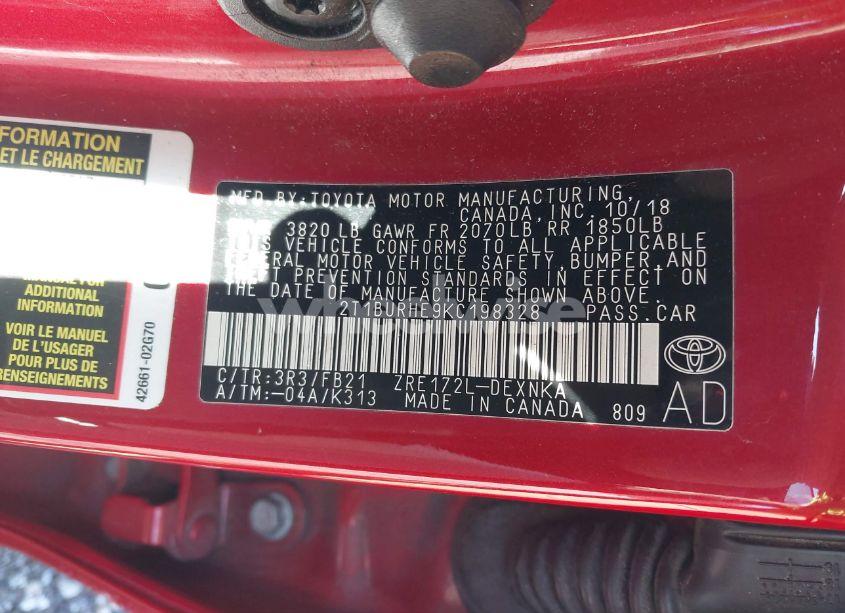 FORMATION
ET LE CHARGEMENT
MANUAL FOR
ADDITIONAL
INFORMATION
VOIR LE MANUEL
DE L'USAGER
POUR PLUS DE
RENSEIGNEMENTS
42661-02G70
MFD BY: TOYOTA MOTOR MANUFACTURING,
CANADA, INC. 10/18
3820 LB GAWR FR 2070LB, RR 1850LB
THIS VEHICLE CONFORMS TO ALL APPLICABLE
FEDERAL MOTOR VEHICLE SAFETY, BUMPER, AND
THEFT PREVENTION STANDARDS IN EFFECT ON
THE DATE OF MANUFACTURE SHOWN ABOVE.
2T1BURHE9KC198328 PASS.CAR
C/TR:3R3/FB21 ZRE172L-DEXNKA
A/TM:-04A/K313 MADE IN CANADA 809
AD